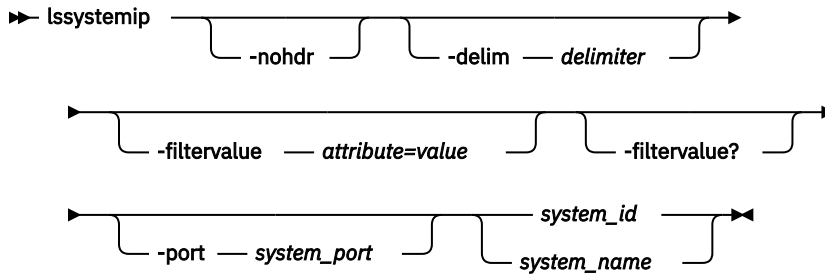 lssystemip
-nohdr -delim delimiter
-filtervalue attribute=value -filtervalue?
system_id
-port system_port system_name